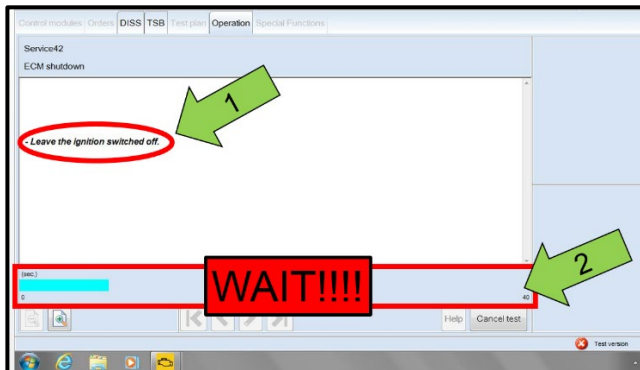 Control modules Orders DISS TSB Test plan Operation Special Functions
Service42
ECM shutdown
1
- Leave the ignition switched off.
2
(sec.)
WAIT!!!!
0 40
Help Cancel test
Test version